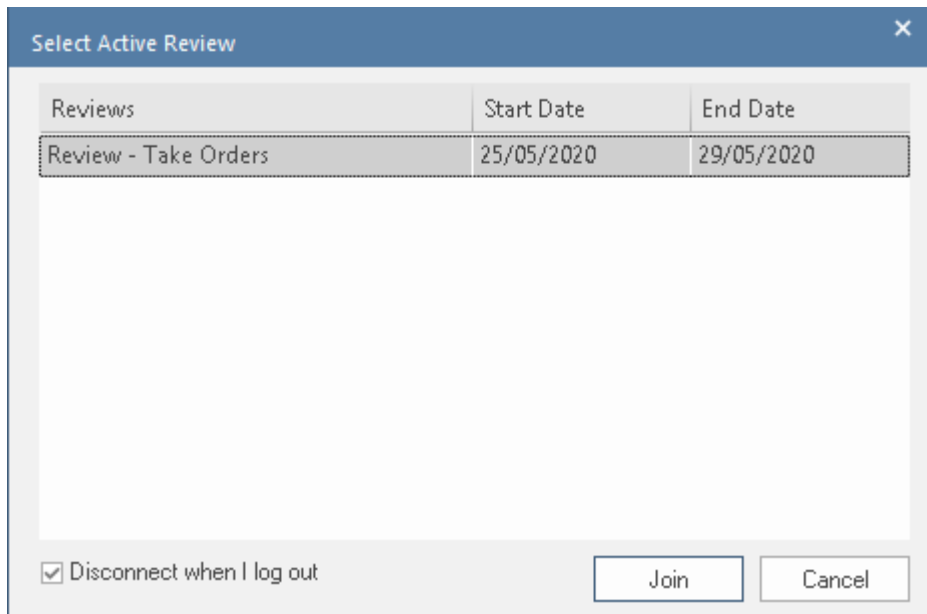 Select Active Review
Reviews Start Date End Date
Review - Take Orders 25/05/2020 29/05/2020
Disconnect when I log out
Join Cancel